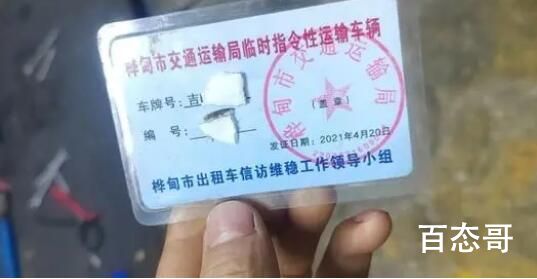 桦甸市交通运输局临时指令性运输车辆
车牌号：吉
（盖章）
编 号：
发证日期：2021年4月20日
桦甸市出租车信访维稳工作领导小组
桦甸市交通运输局
百态哥